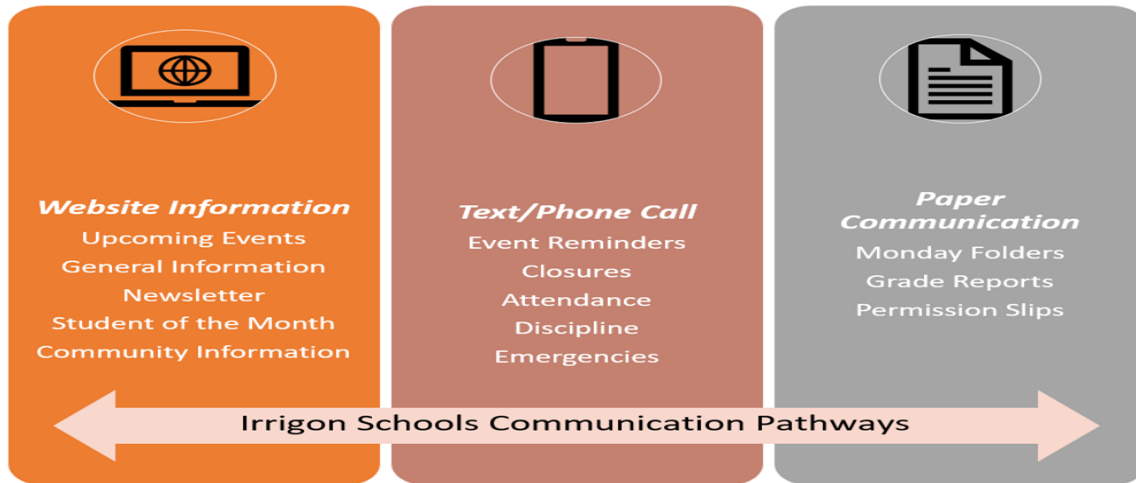 Website Information
Upcoming Events
General Information
Newsletter
Student of the Month
Community Information
Text/Phone Call
Event Reminders
Closures
Attendance
Discipline
Emergencies
Paper
Communication
Monday Folders
Grade Reports
Permission Slips
Irrigon Schools Communication Pathways